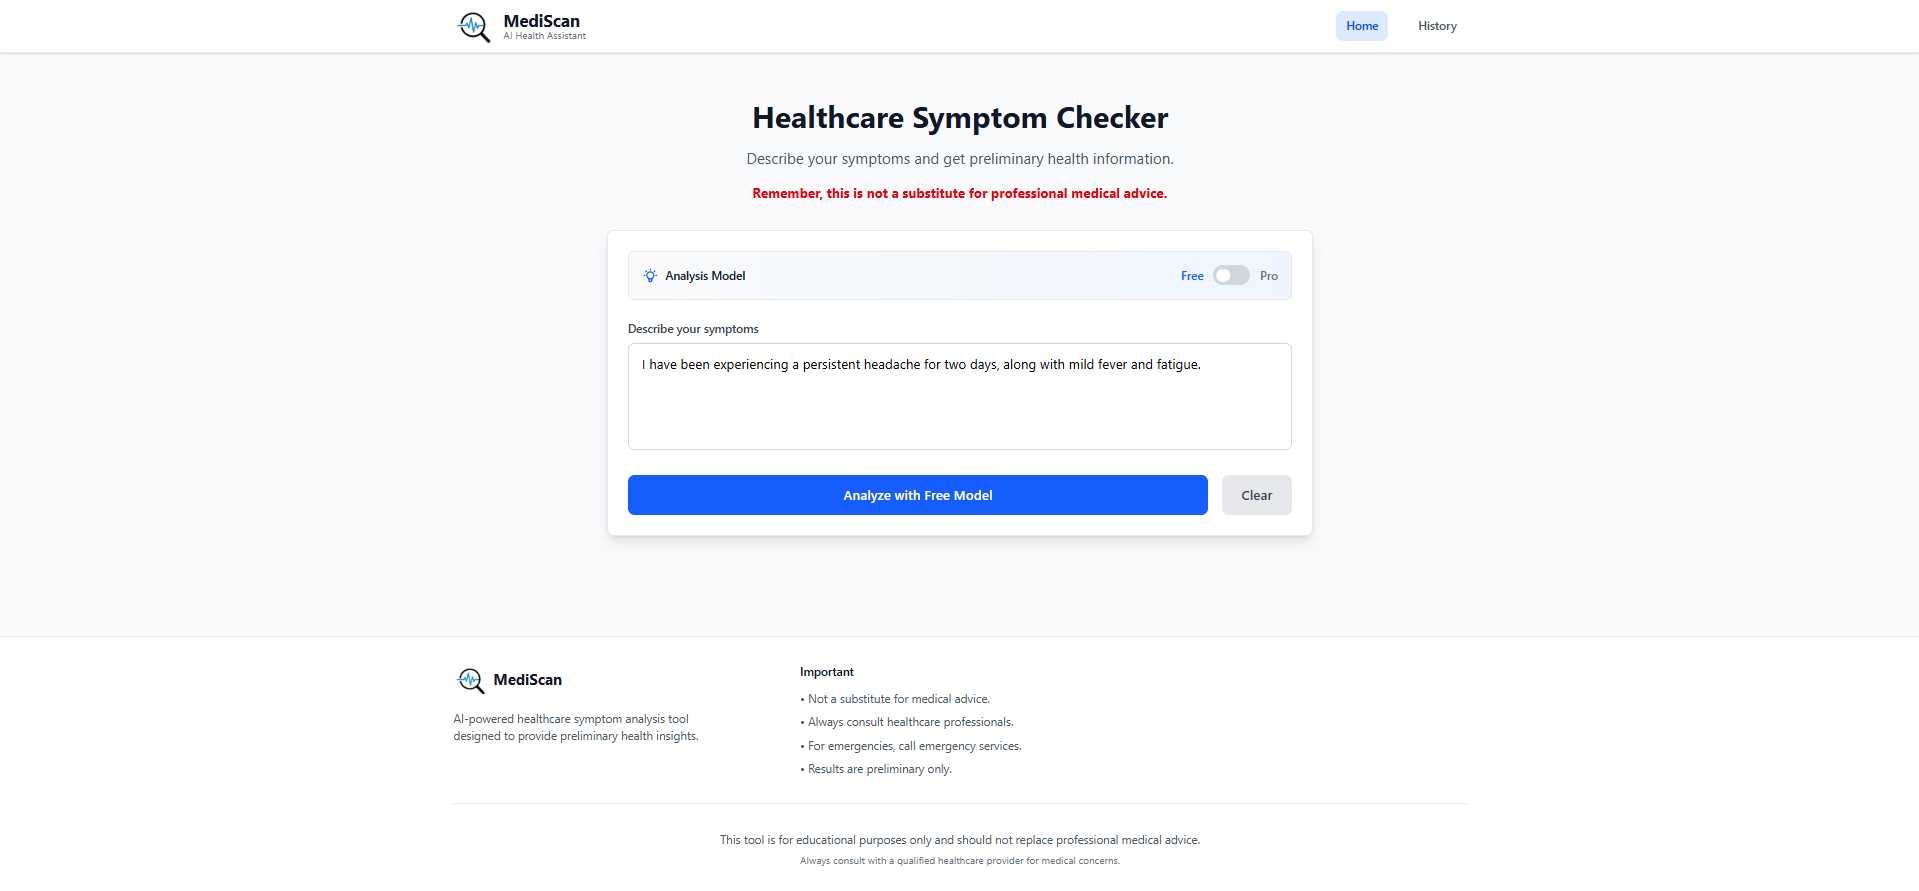 MediScan
AI Health Assistant
Home
History
Healthcare Symptom Checker
Describe your symptoms and get preliminary health information.
Remember, this is not a substitute for professional medical advice.
Analysis Model
Free
Pro
Describe your symptoms
I have been experiencing a persistent headache for two days, along with mild fever and fatigue.
Analyze with Free Model
Clear
MediScan
AI-powered healthcare symptom analysis tool
designed to provide preliminary health insights.
Important
• Not a substitute for medical advice.
• Always consult healthcare professionals.
• For emergencies, call emergency services.
• Results are preliminary only.
This tool is for educational purposes only and should not replace professional medical advice.
Always consult with a qualified healthcare provider for medical concerns.